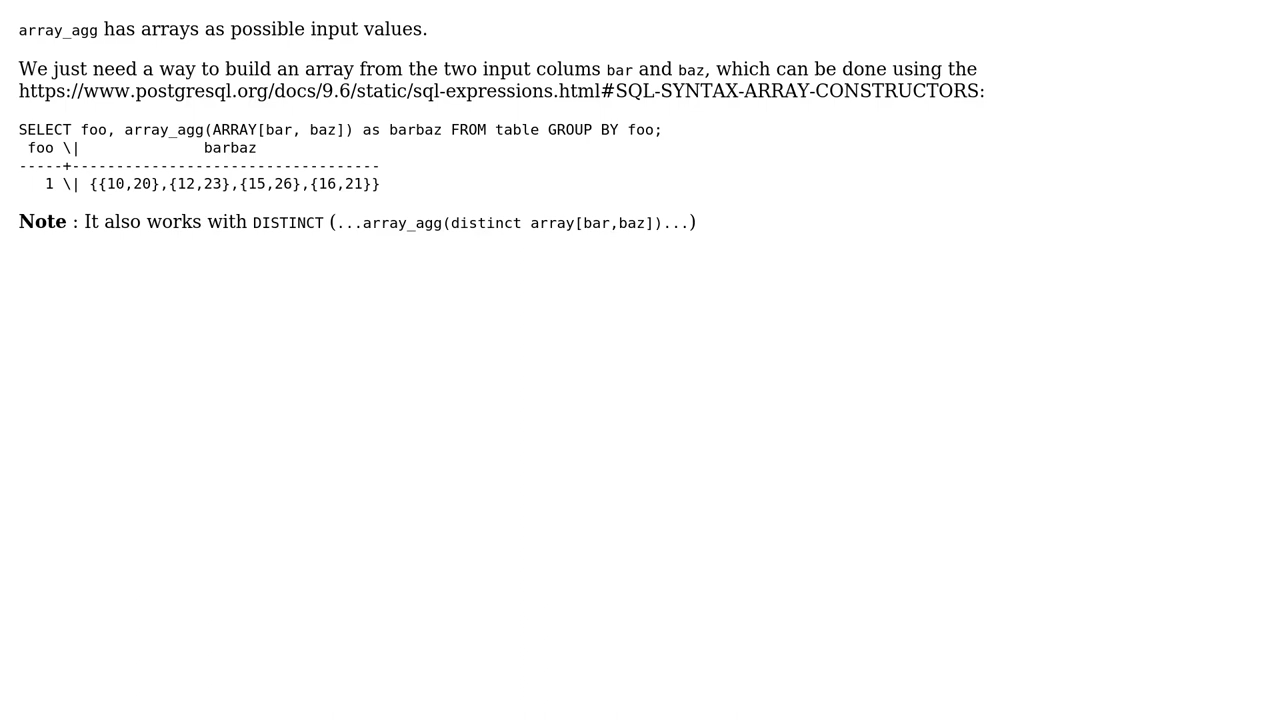 array_agg has arrays as possible input values.
We just need a way to build an array from the two input colums bar and baz, which can be done using the
https://www.postgresql.org/docs/9.6/static/sql-expressions.html#SQL-SYNTAX-ARRAY-CONSTRUCTORS:
SELECT foo, array_agg(ARRAY[bar, baz]) as barbaz FROM table GROUP BY foo;
 foo \|              barbaz
-----+-----------------------------------
   1 \| {{10,20},{12,23},{15,26},{16,21}}
Note : It also works with DISTINCT (...array_agg(distinct array[bar,baz])...)